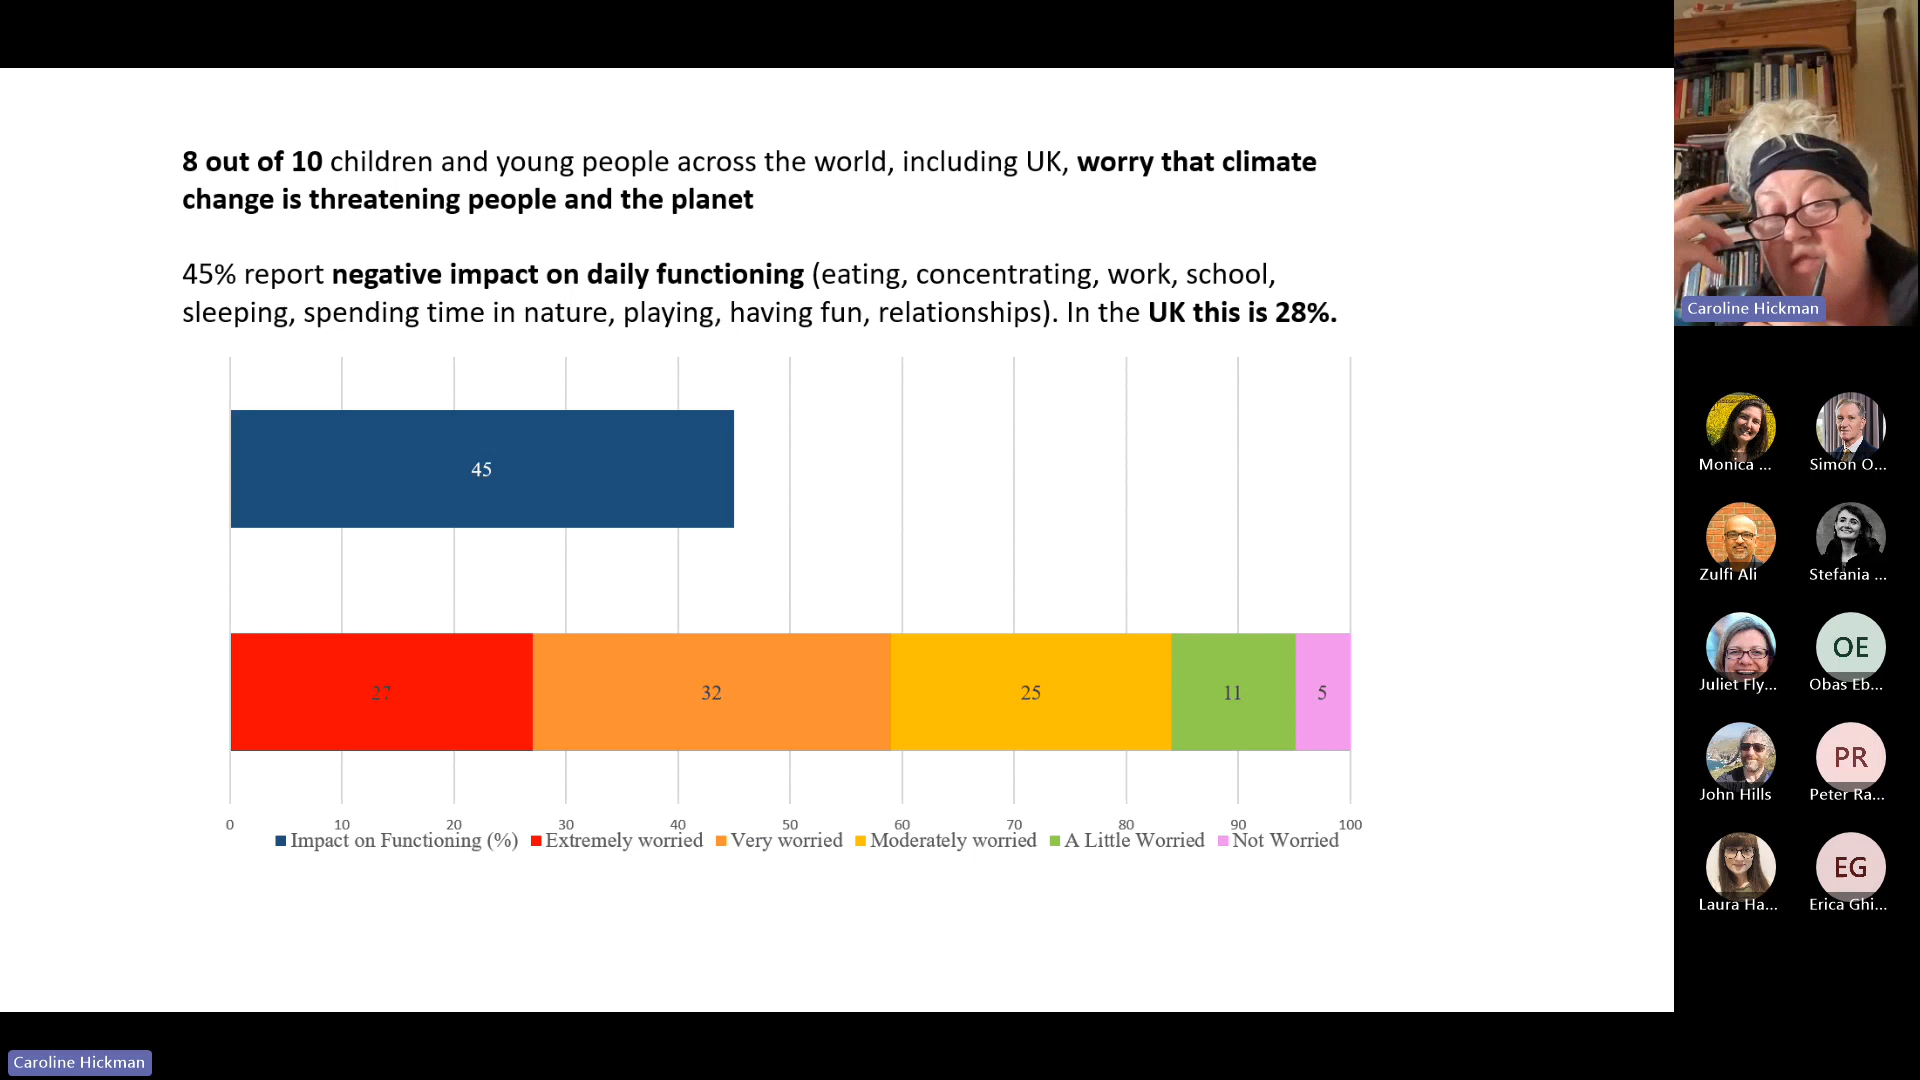 8 out of 10 children and young people across the world, including UK, worry that climate
change is threatening people and the planet
45% report negative impact on daily functioning (eating, concentrating, work, school,
sleeping, spending time in nature, playing, having fun, relationships). In the UK this is 28%.
45
27 32 25 11 5
0 10 20 30 40 50 60 70 80 90 100
Impact on Functioning (%) Extremely worried Very worried Moderately worried A Little Worried Not Worried
Caroline Hickman
Monica ... Simon O...
Zulfi Ali Stefania ...
OE
Juliet Fly... Obas Eb...
PR
John Hills Peter Ra...
EG
Laura Ha... Erica Ghi...
Caroline Hickman